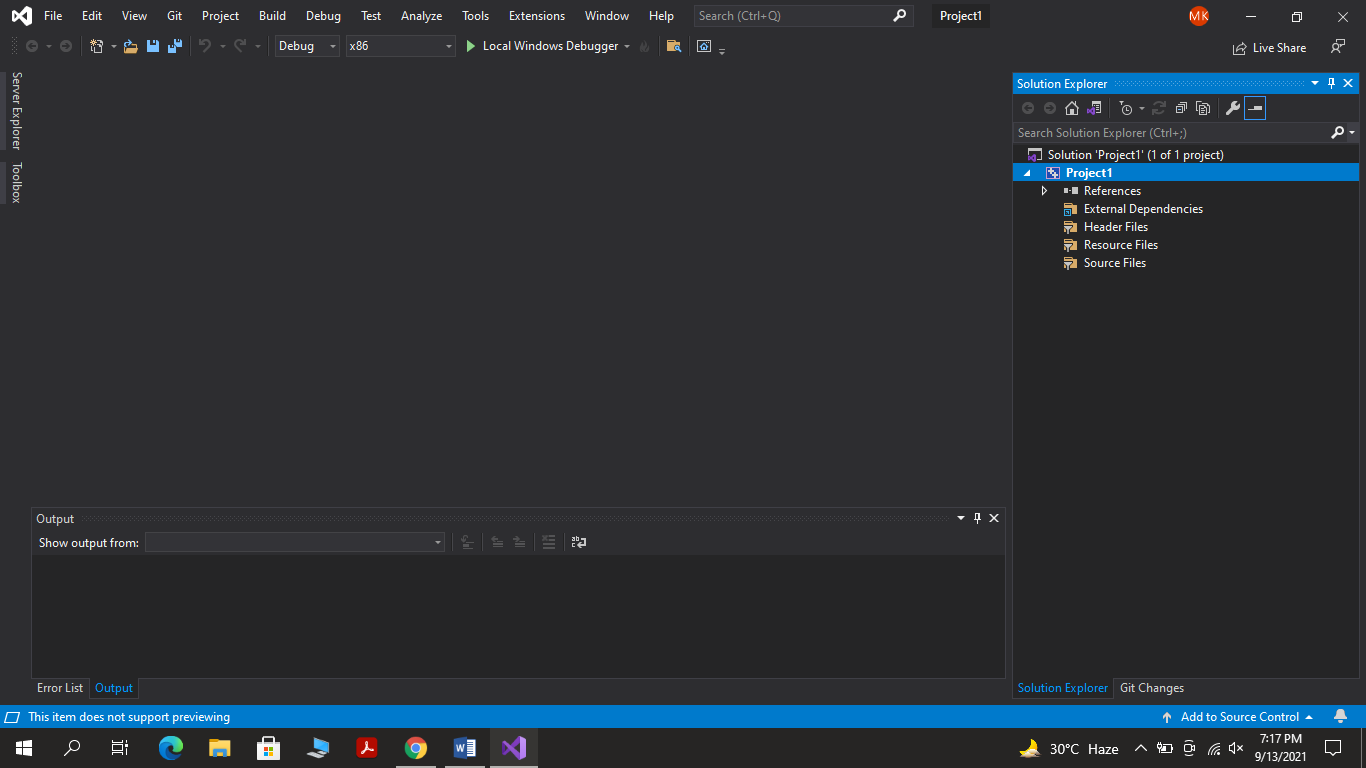 File Edit View Git Project Build Debug Test Analyze Tools Extensions Window Help Search (Ctrl+Q) Project1 MK
Debug x86 Local Windows Debugger Live Share
Server Explorer
Toolbox
Solution Explorer
Search Solution Explorer (Ctrl+;)
Solution 'Project1' (1 of 1 project)
Project1
References
External Dependencies
Header Files
Resource Files
Source Files
Output
Show output from:
Error List Output
Solution Explorer Git Changes
This item does not support previewing Add to Source Control
30°C Haze 7:17 PM
9/13/2021